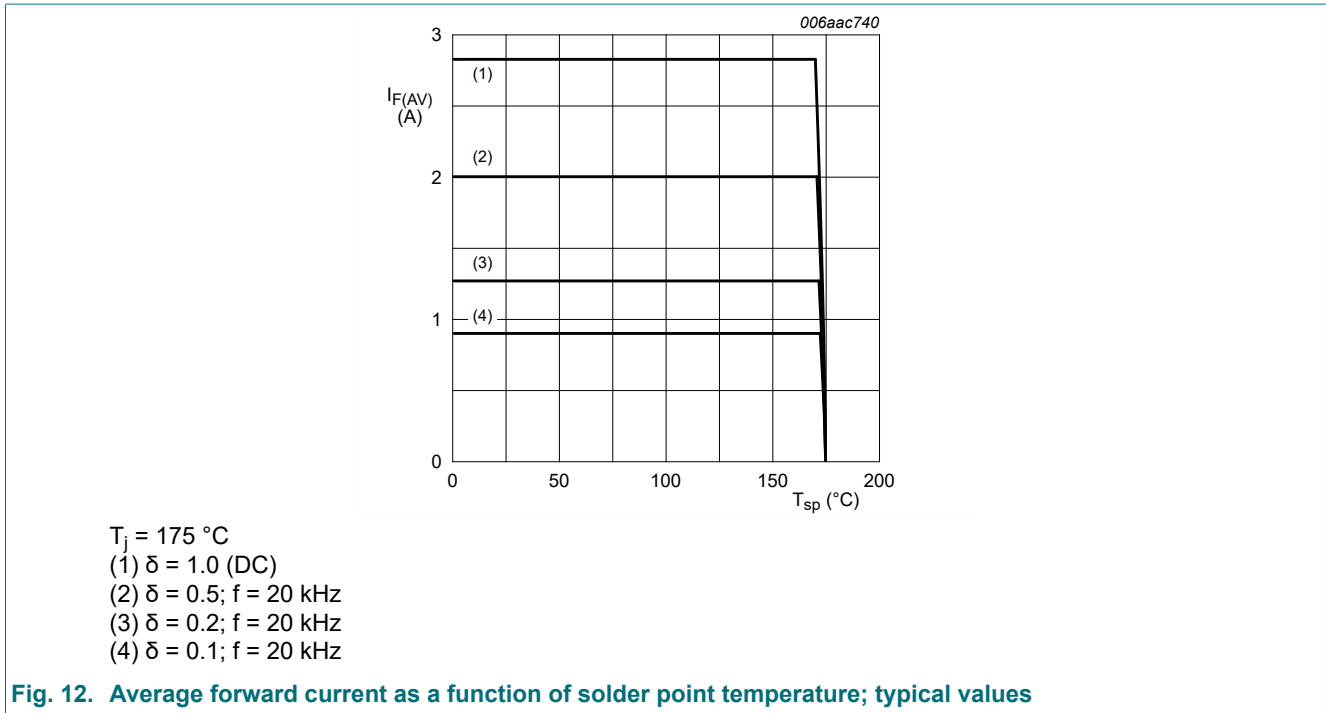 006aac740
3
I_F(AV)
(A)
(1)
(2)
2
(3)
1
(4)
0
0 50 100 150 200
T_sp (°C)
T_j = 175 °C
(1) δ = 1.0 (DC)
(2) δ = 0.5; f = 20 kHz
(3) δ = 0.2; f = 20 kHz
(4) δ = 0.1; f = 20 kHz
Fig. 12. Average forward current as a function of solder point temperature; typical values